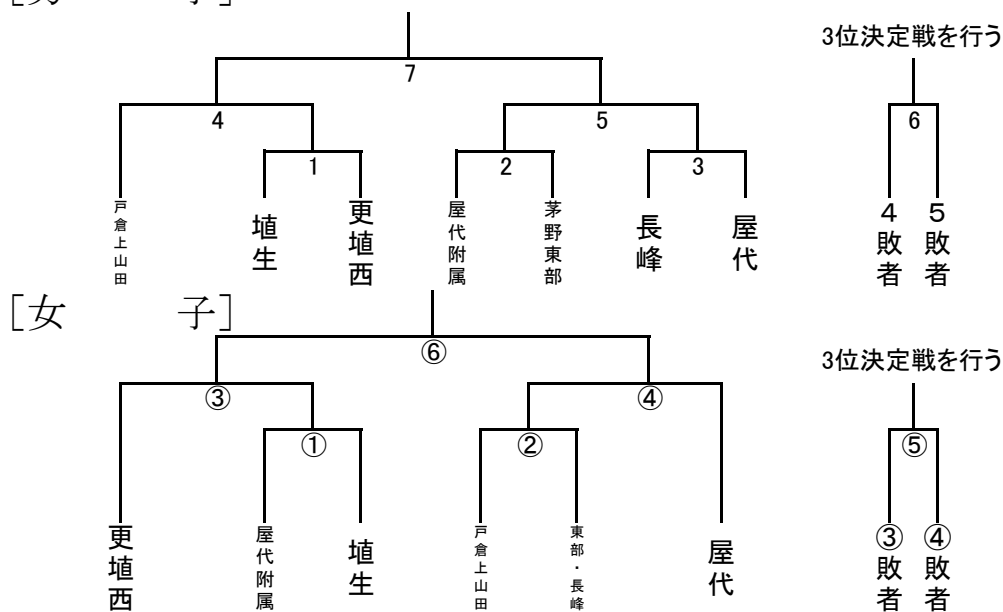 3位決定戦を行う
7
4
5
6
1
2
3
戸倉上山田
埴生
更埴西
屋代附属
茅野東部
長峰
屋代
4敗者
5敗者
[女 子]
⑥
3位決定戦を行う
③
④
①
②
⑤
更埴西
屋代附属
埴生
戸倉上山田
東部・長峰
屋代
③敗者
④敗者